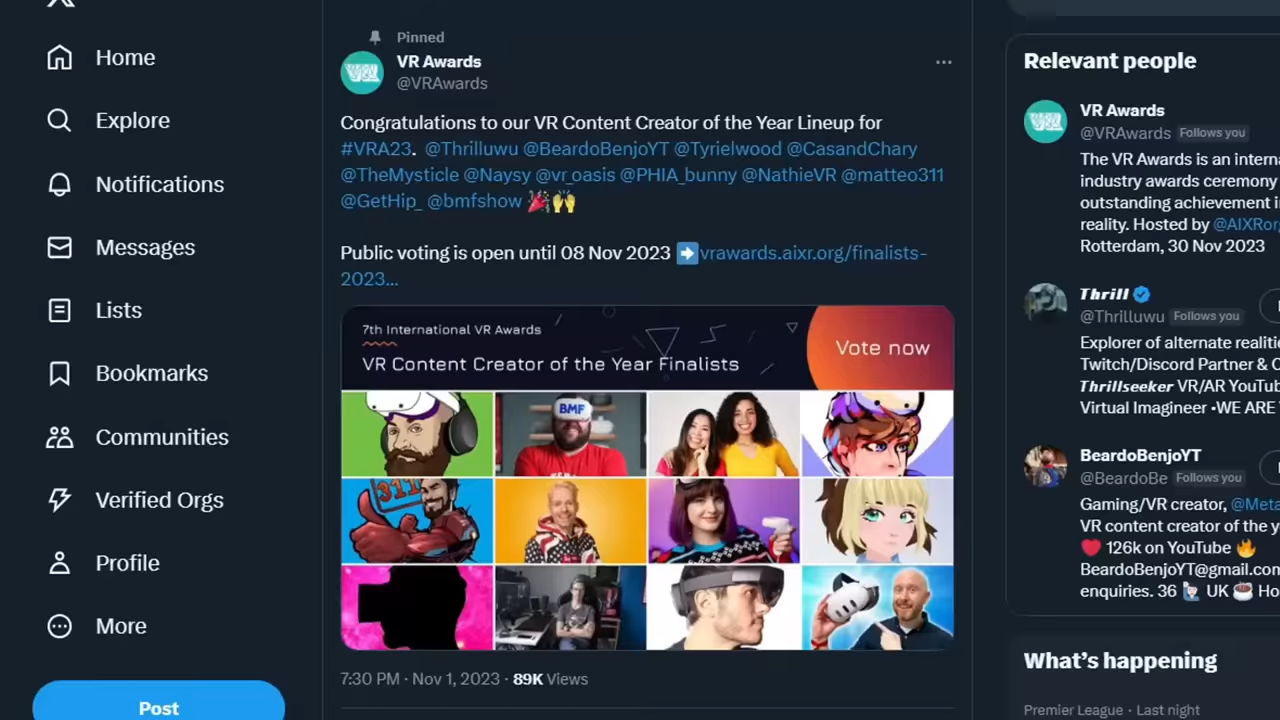 Home
Explore
Notifications
Messages
Lists
Bookmarks
Communities
Verified Orgs
Profile
More
Post
Pinned
VR Awards
@VRAwards
Congratulations to our VR Content Creator of the Year Lineup for
#VRA23. @Thrilluwu @BeardoBenjoYT @Tyrielwood @CasandChary
@TheMysticle @Naysy @vr_oasis @PHIA_bunny @NathieVR @matteo311
@GetHip_ @bmfshow 🎉🙌
Public voting is open until 08 Nov 2023 ➡️vrawards.aixr.org/finalists-
2023…
7th International VR Awards
VR Content Creator of the Year Finalists
Vote now
BMF
311
7:30 PM · Nov 1, 2023 · 89K Views
Relevant people
VR Awards
@VRAwards Follows you
The VR Awards is an interna
industry awards ceremony
outstanding achievement i
reality. Hosted by @AIXRorg
Rotterdam, 30 Nov 2023
Thrill
@Thrilluwu Follows you
Explorer of alternate realitie
Twitch/Discord Partner & C
Thrillseeker VR/AR YouTub
Virtual Imagineer •WE ARE
BeardoBenjoYT
@BeardoBe Follows you
Gaming/VR creator, @Meta
VR content creator of the y
❤️ 126k on YouTube 🔥
BeardoBenjoYT@gmail.com
enquiries. 36 UK ☕ Ho
What's happening
Premier League · Last night